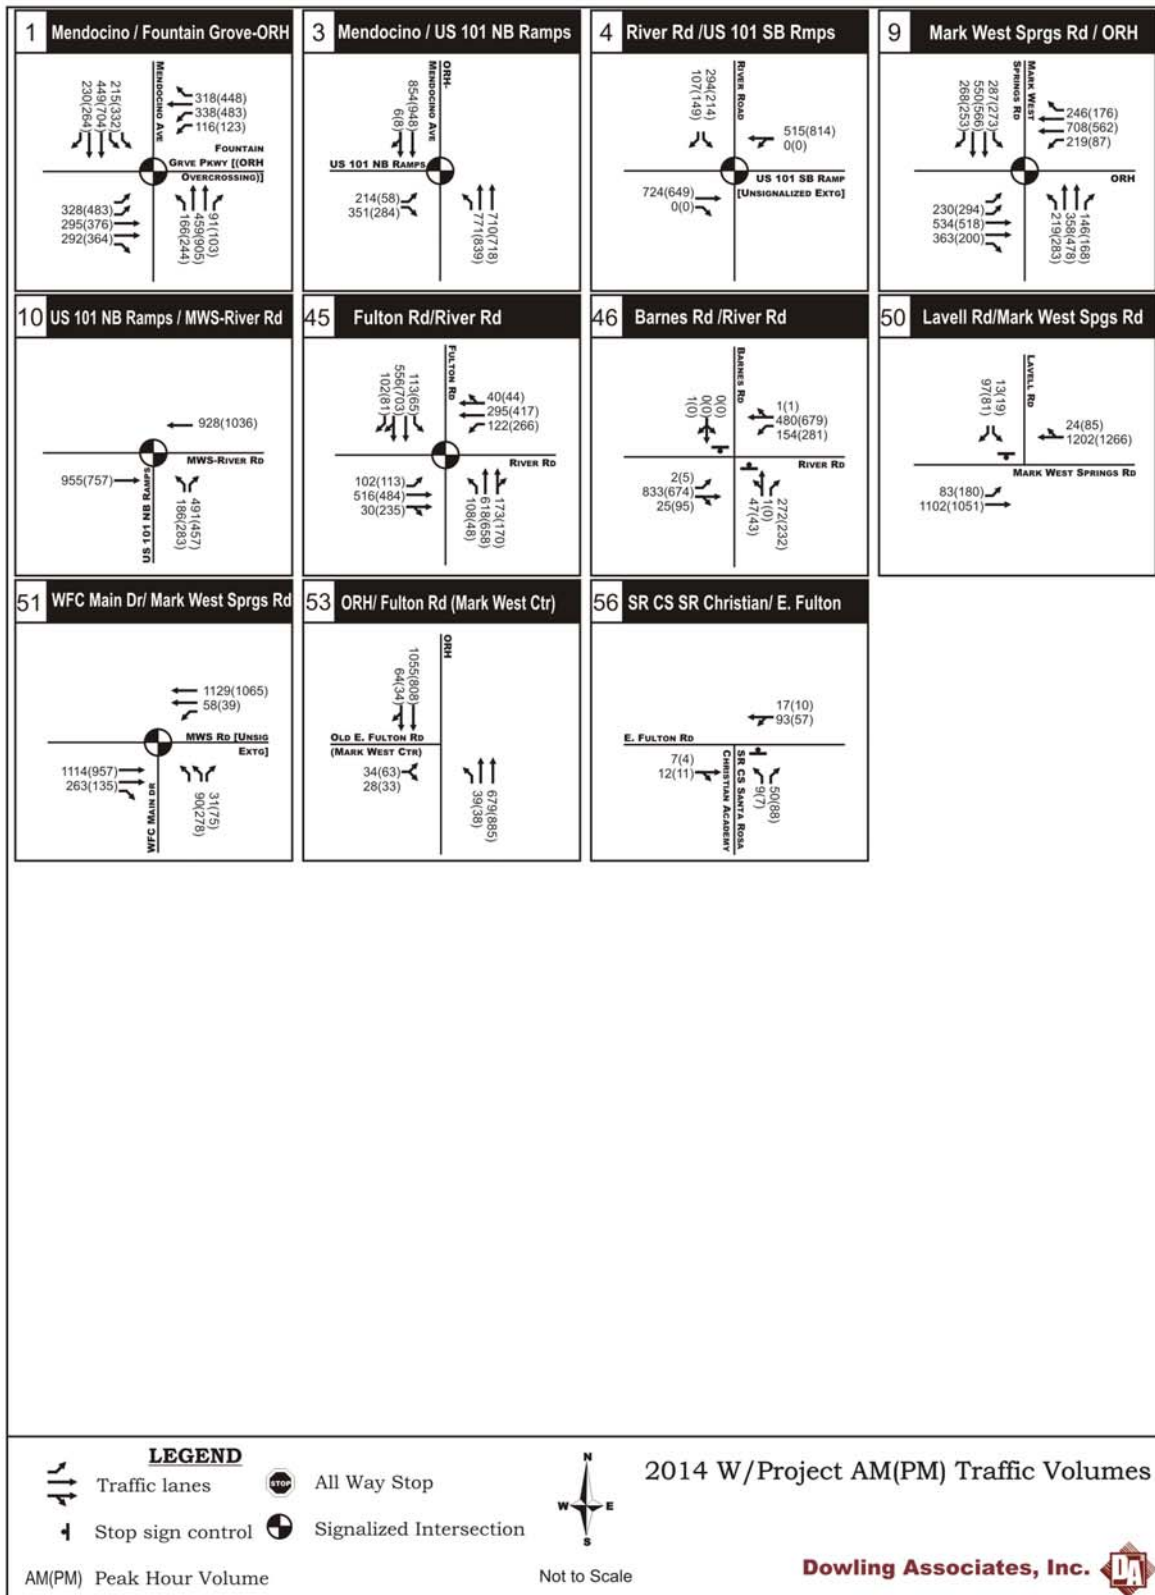 1 Mendocino / Fountain Grove-ORH
230(264)
449(704)
215(332)
MENDOCINO AVE
318(448)
338(483)
116(123)
FOUNTAIN
GRVE PKWY [(ORH
OVERCROSSING)]
328(483)
295(376)
292(364)
166(244)
459(905)
91(103)
3 Mendocino / US 101 NB Ramps
6(8)
854(948)
ORH-
MENDOCINO AVE
US 101 NB RAMPS
214(58)
351(284)
771(839)
710(718)
4 River Rd /US 101 SB Rmps
107(149)
294(214)
RIVER ROAD
515(814)
0(0)
US 101 SB RAMP
[UNSIGNALIZED EXTG]
724(649)
0(0)
9 Mark West Sprgs Rd / ORH
268(253)
550(566)
287(273)
MARK WEST
SPRINGS RD
246(176)
708(562)
219(87)
ORH
230(294)
534(518)
363(200)
219(283)
358(478)
146(168)
10 US 101 NB Ramps / MWS-River Rd
928(1036)
MWS-RIVER RD
955(757)
US 101 NB RAMPS
186(283)
491(457)
45 Fulton Rd/River Rd
102(81)
556(703)
113(65)
FULTON RD
40(44)
295(417)
122(266)
RIVER RD
102(113)
516(484)
30(235)
108(48)
618(658)
173(170)
46 Barnes Rd /River Rd
1(0)
0(0)
0(0)
BARNES RD
1(1)
480(679)
154(281)
RIVER RD
2(5)
833(674)
25(95)
47(43)
1(0)
272(232)
50 Lavell Rd/Mark West Spgs Rd
97(81)
13(19)
LAVELL RD
24(85)
1202(1266)
MARK WEST SPRINGS RD
83(180)
1102(1051)
51 WFC Main Dr/ Mark West Sprgs Rd
1129(1065)
58(39)
MWS RD [UNSIG
EXTG]
1114(957)
263(135)
WFC MAIN DR
90(278)
31(75)
53 ORH/ Fulton Rd (Mark West Ctr)
64(34)
1055(808)
ORH
OLD E. FULTON RD
(MARK WEST CTR)
34(63)
28(33)
39(38)
679(885)
56 SR CS SR Christian/ E. Fulton
17(10)
93(57)
E. FULTON RD
7(4)
12(11)
SR CS SANTA ROSA
CHRISTIAN ACADEMY
9(7)
50(88)
LEGEND
Traffic lanes
STOP All Way Stop
Stop sign control
Signalized Intersection
AM(PM) Peak Hour Volume
N
W E
S
Not to Scale
2014 W/Project AM(PM) Traffic Volumes
Dowling Associates, Inc. DA